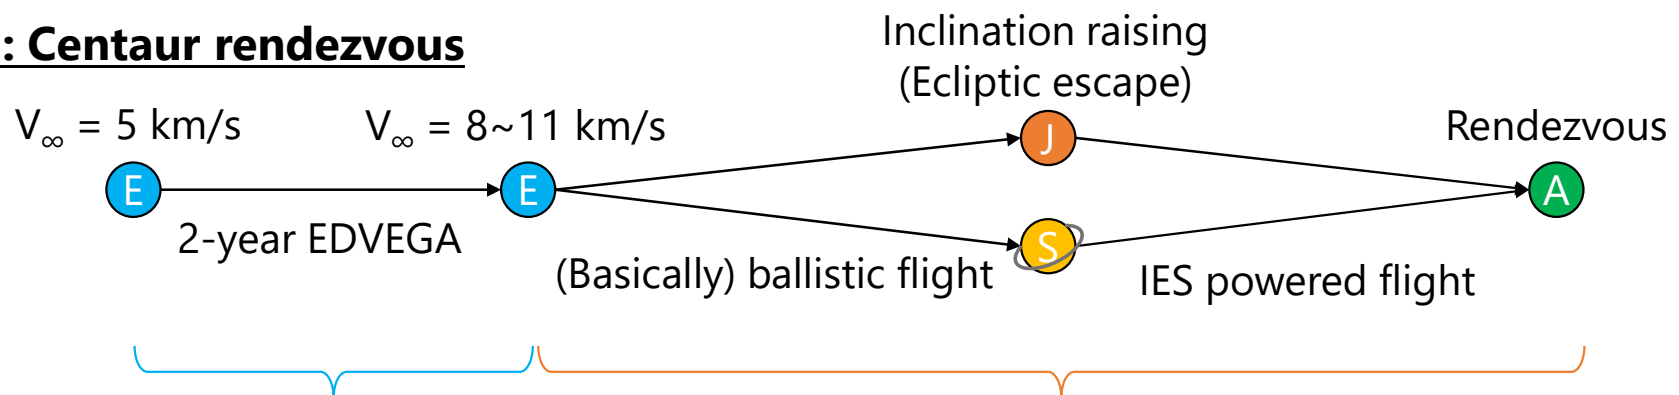 : Centaur rendezvous
Inclination raising
(Ecliptic escape)
V∞ = 5 km/s
V∞ = 8~11 km/s
Rendezvous
E
E
J
S
A
2-year EDVEGA
(Basically) ballistic flight
IES powered flight